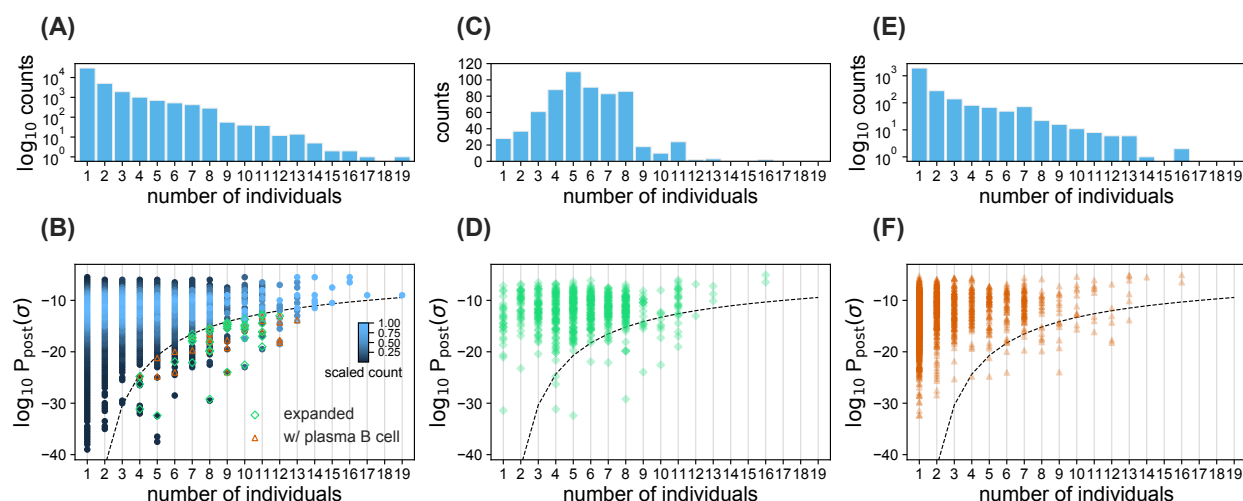 (A)
log10 counts
10^4
10^3
10^2
10^1
10^0
1 2 3 4 5 6 7 8 9 10 11 12 13 14 15 16 17 18 19
number of individuals
(C)
counts
120
100
80
60
40
20
0
1 2 3 4 5 6 7 8 9 10 11 12 13 14 15 16 17 18 19
number of individuals
(E)
log10 counts
10^3
10^2
10^1
10^0
1 2 3 4 5 6 7 8 9 10 11 12 13 14 15 16 17 18 19
number of individuals
(B)
log10 Ppost(σ)
−10
−20
−30
−40
1.00
0.75
0.50
0.25
scaled count
expanded
w/ plasma B cell
1 2 3 4 5 6 7 8 9 10 11 12 13 14 15 16 17 18 19
number of individuals
(D)
log10 Ppost(σ)
−10
−20
−30
−40
1 2 3 4 5 6 7 8 9 10 11 12 13 14 15 16 17 18 19
number of individuals
(F)
log10 Ppost(σ)
−10
−20
−30
−40
1 2 3 4 5 6 7 8 9 10 11 12 13 14 15 16 17 18 19
number of individuals